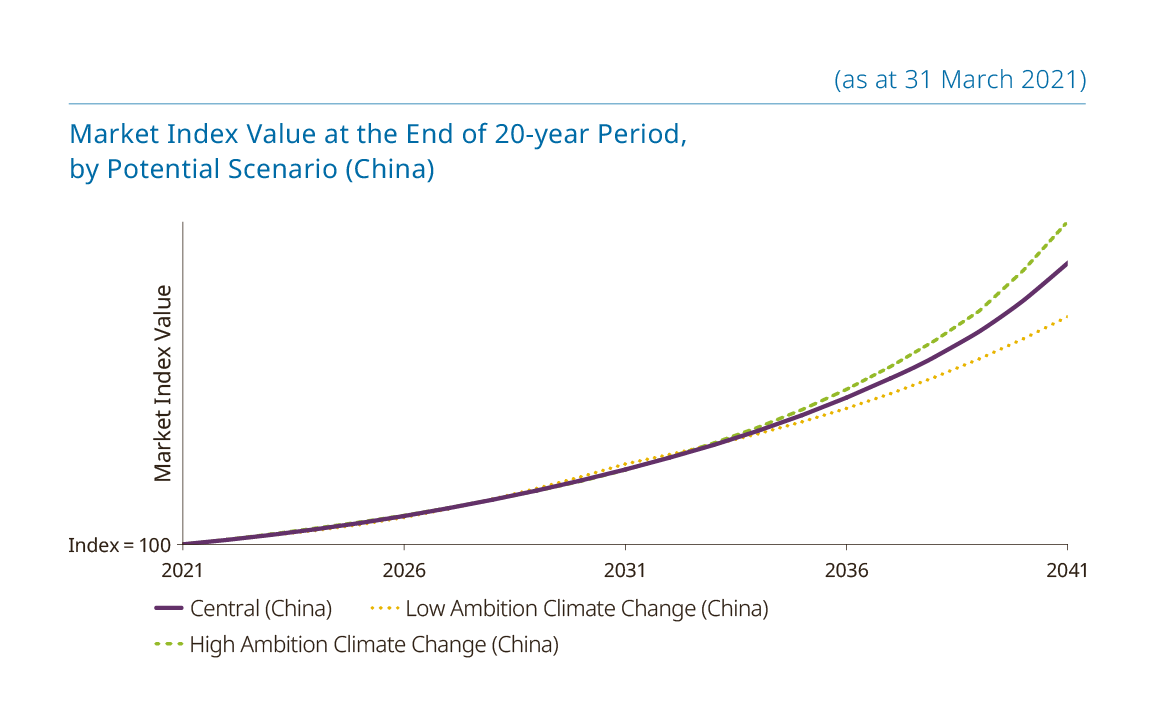 (as at 31 March 2021)
Market Index Value at the End of 20-year Period,
by Potential Scenario (China)
Market Index Value
Index = 100
2021 2026 2031 2036 2041
Central (China) Low Ambition Climate Change (China)
High Ambition Climate Change (China)